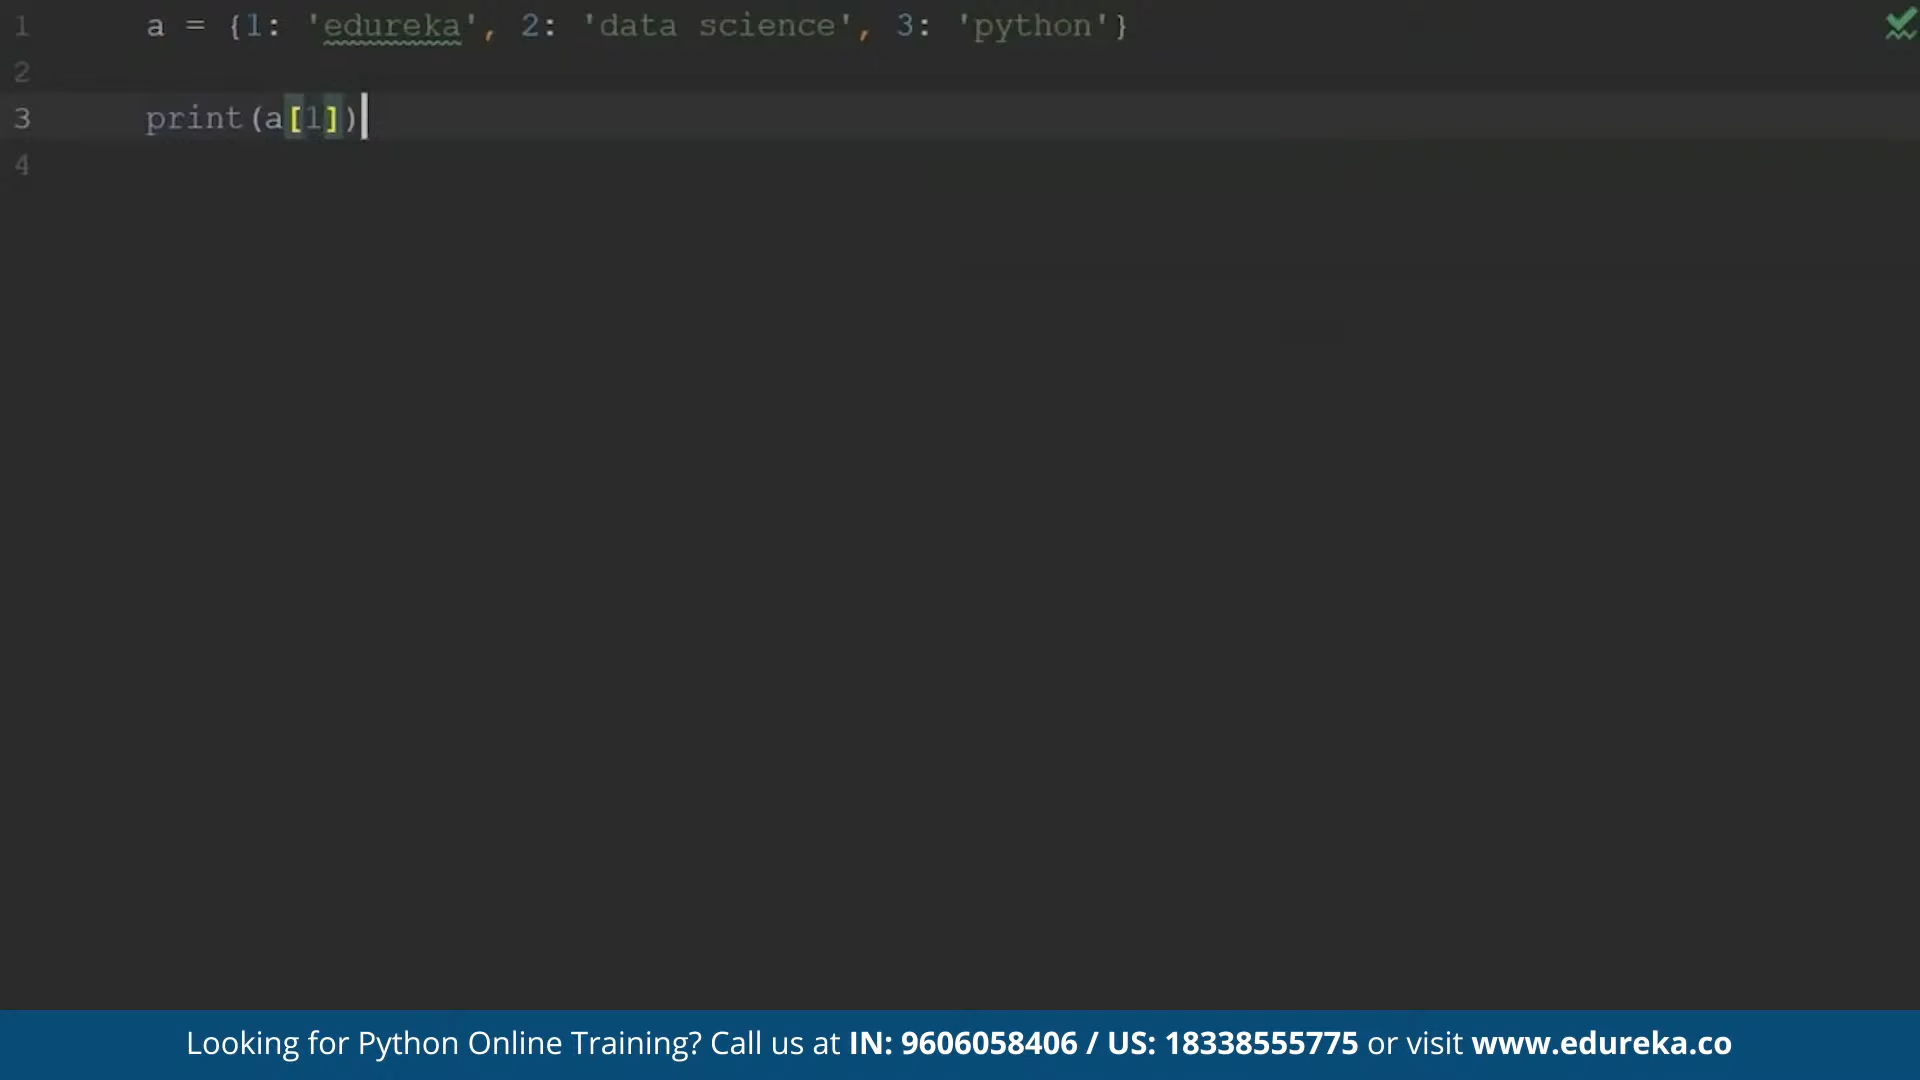 1 a = {1: 'edureka', 2: 'data science', 3: 'python'}
2
3 print(a[1])
4
Looking for Python Online Training? Call us at IN: 9606058406 / US: 18338555775 or visit www.edureka.co